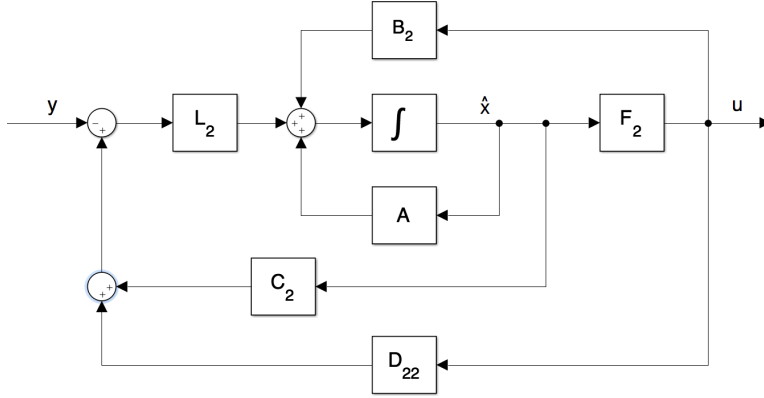 B₂
y
−
+
L₂
+
+
+
∫
x̂
F₂
u
A
C₂
+
+
D₂₂